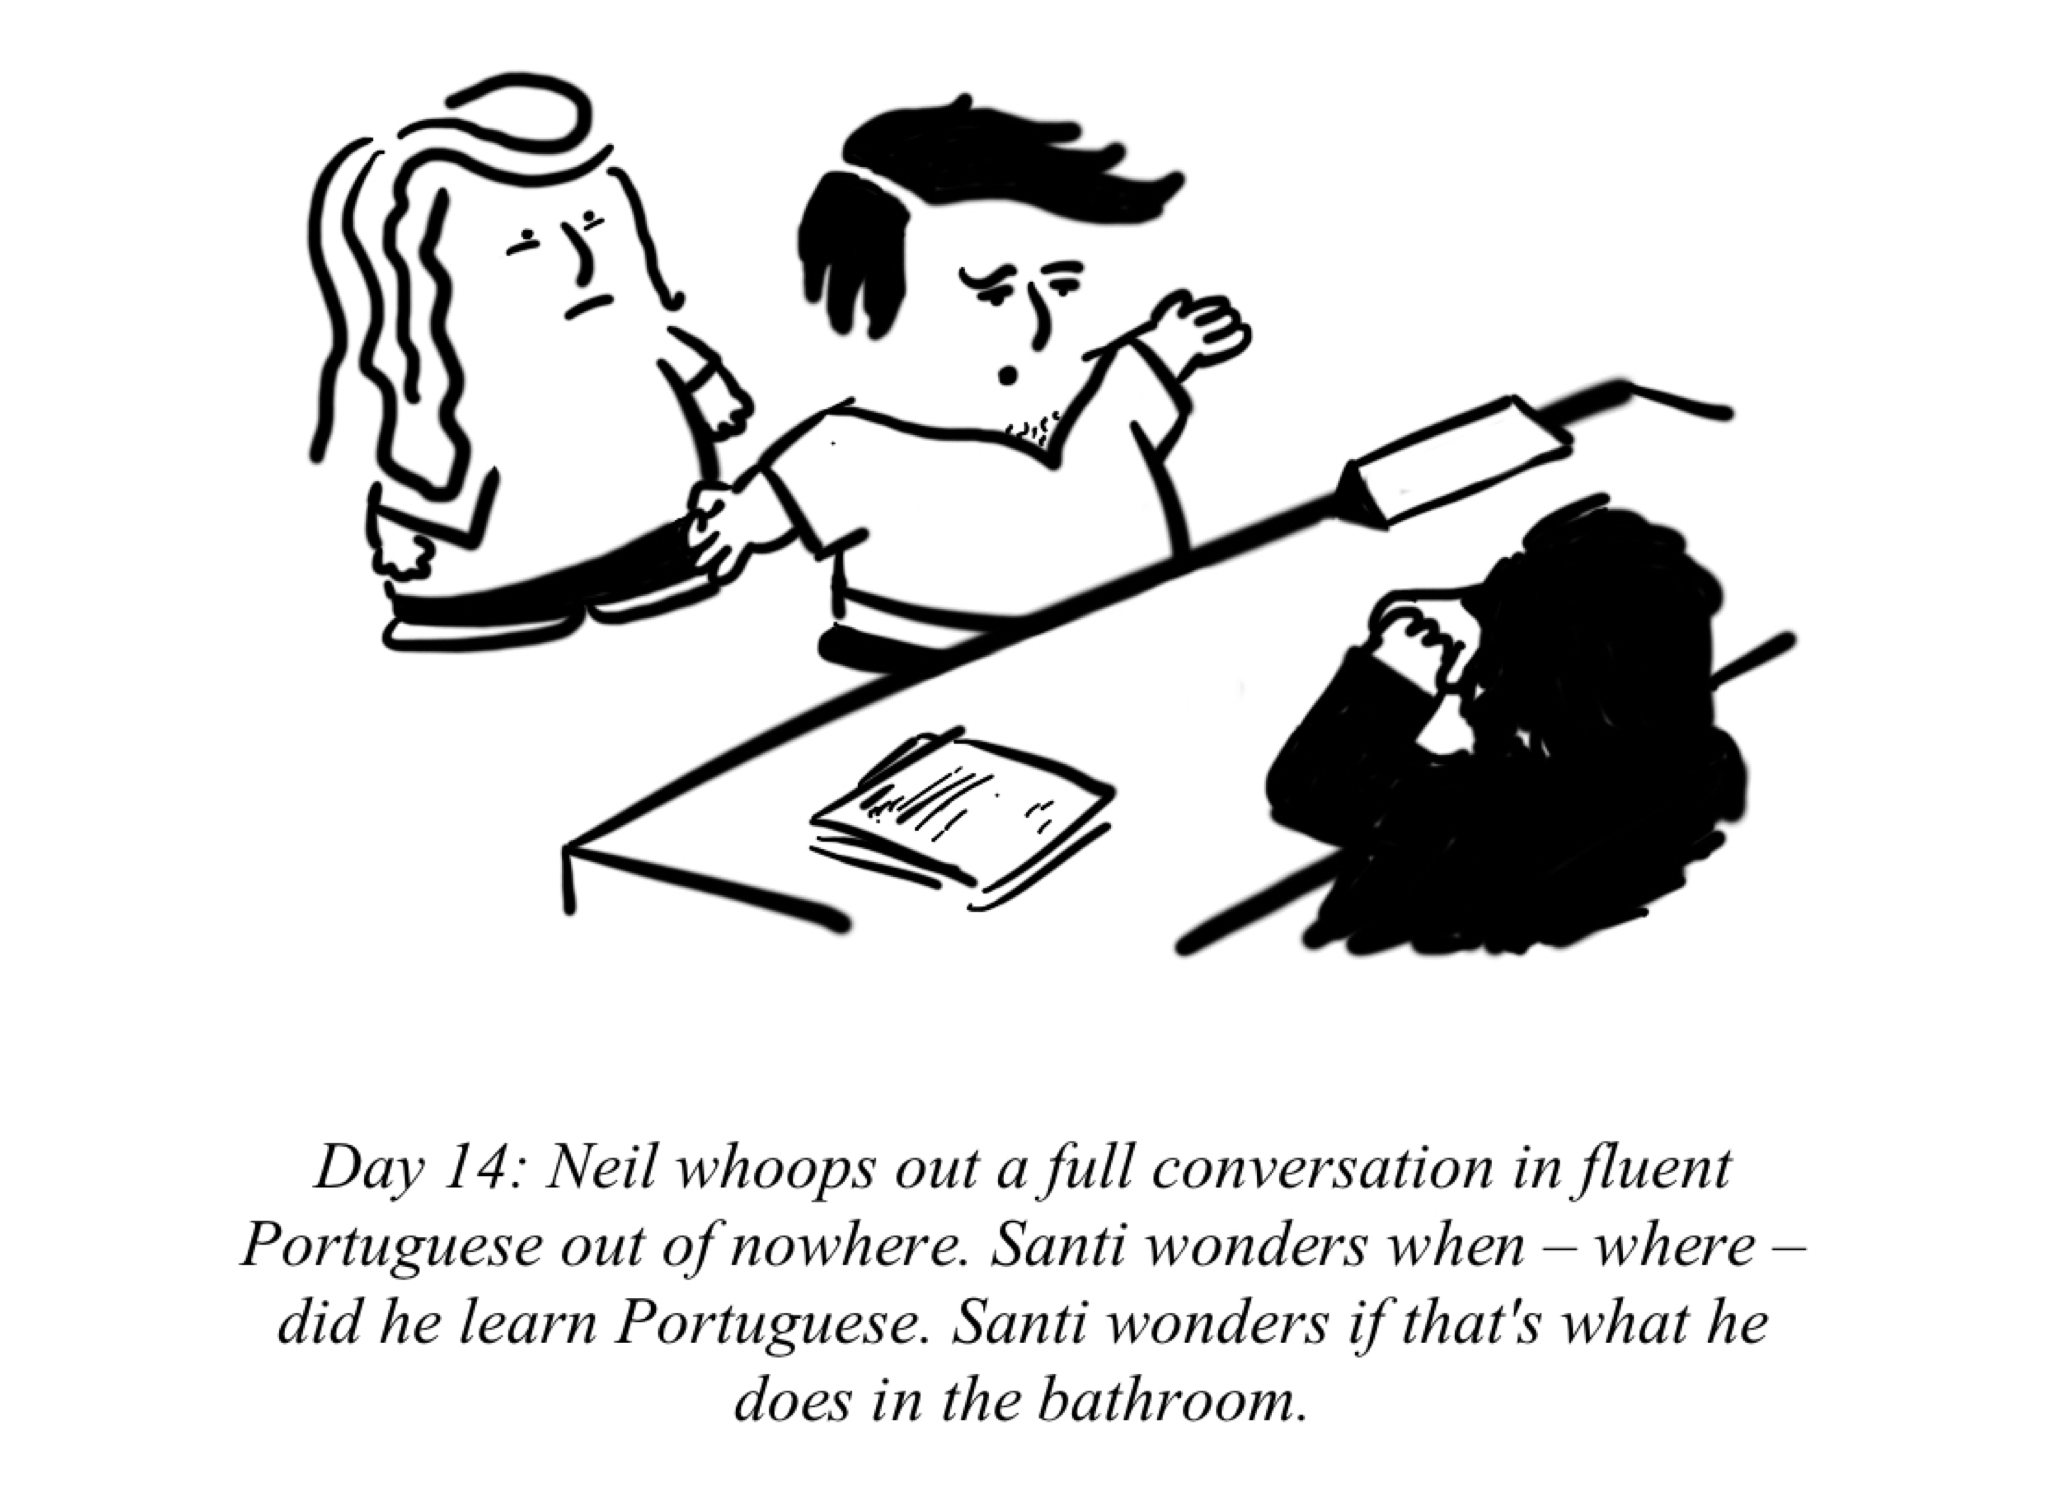 Day 14: Neil whoops out a full conversation in fluent
Portuguese out of nowhere. Santi wonders when – where –
did he learn Portuguese. Santi wonders if that's what he
does in the bathroom.